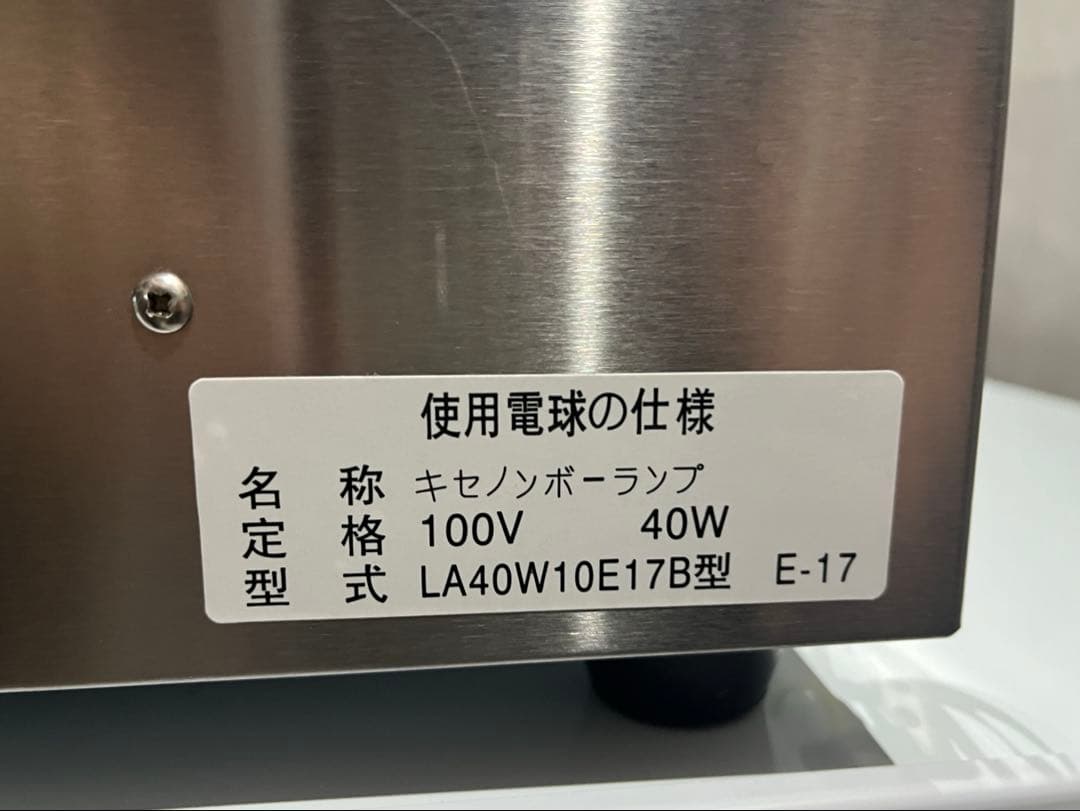 使用電球の仕様
名称 キセノンボーランプ
定格 100V 40W
型式 LA40W10E17B型 E-17